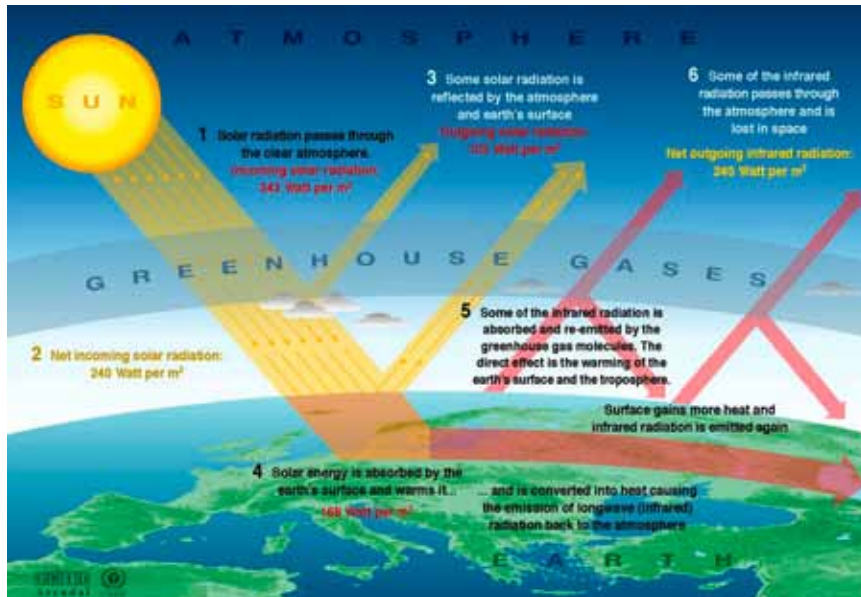 ATMOSPHERE
SUN
1 Solar radiation passes through
the clear atmosphere.
Incoming solar radiation:
343 Watt per m²
3 Some solar radiation is
reflected by the atmosphere
and earth's surface
Outgoing solar radiation:
103 Watt per m²
6 Some of the infrared
radiation passes through
the atmosphere and is
lost in space
Net outgoing infrared radiation:
240 Watt per m²
GREENHOUSE GASES
2 Net incoming solar radiation:
240 Watt per m²
5 Some of the infrared radiation is
absorbed and re-emitted by the
greenhouse gas molecules. The
direct effect is the warming of the
earth's surface and the troposphere.
Surface gains more heat and
infrared radiation is emitted again
4 Solar energy is absorbed by the
earth's surface and warms it...
168 Watt per m²
... and is converted into heat causing
the emission of longwave (infrared)
radiation back to the atmosphere
EARTH